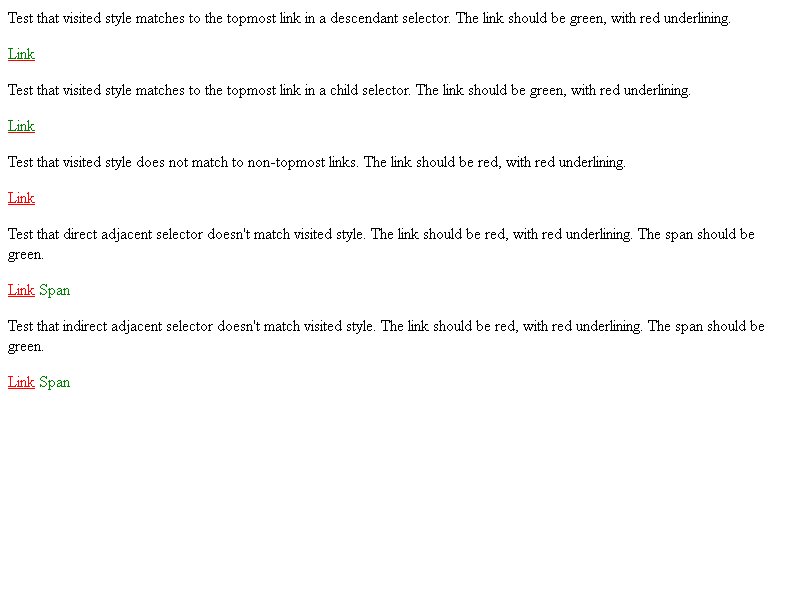 Test that visited style matches to the topmost link in a descendant selector. The link should be green, with red underlining.
Link
Test that visited style matches to the topmost link in a child selector. The link should be green, with red underlining.
Link
Test that visited style does not match to non-topmost links. The link should be red, with red underlining.
Link
Test that direct adjacent selector doesn't match visited style. The link should be red, with red underlining. The span should be
green.
Link Span
Test that indirect adjacent selector doesn't match visited style. The link should be red, with red underlining. The span should be
green.
Link Span